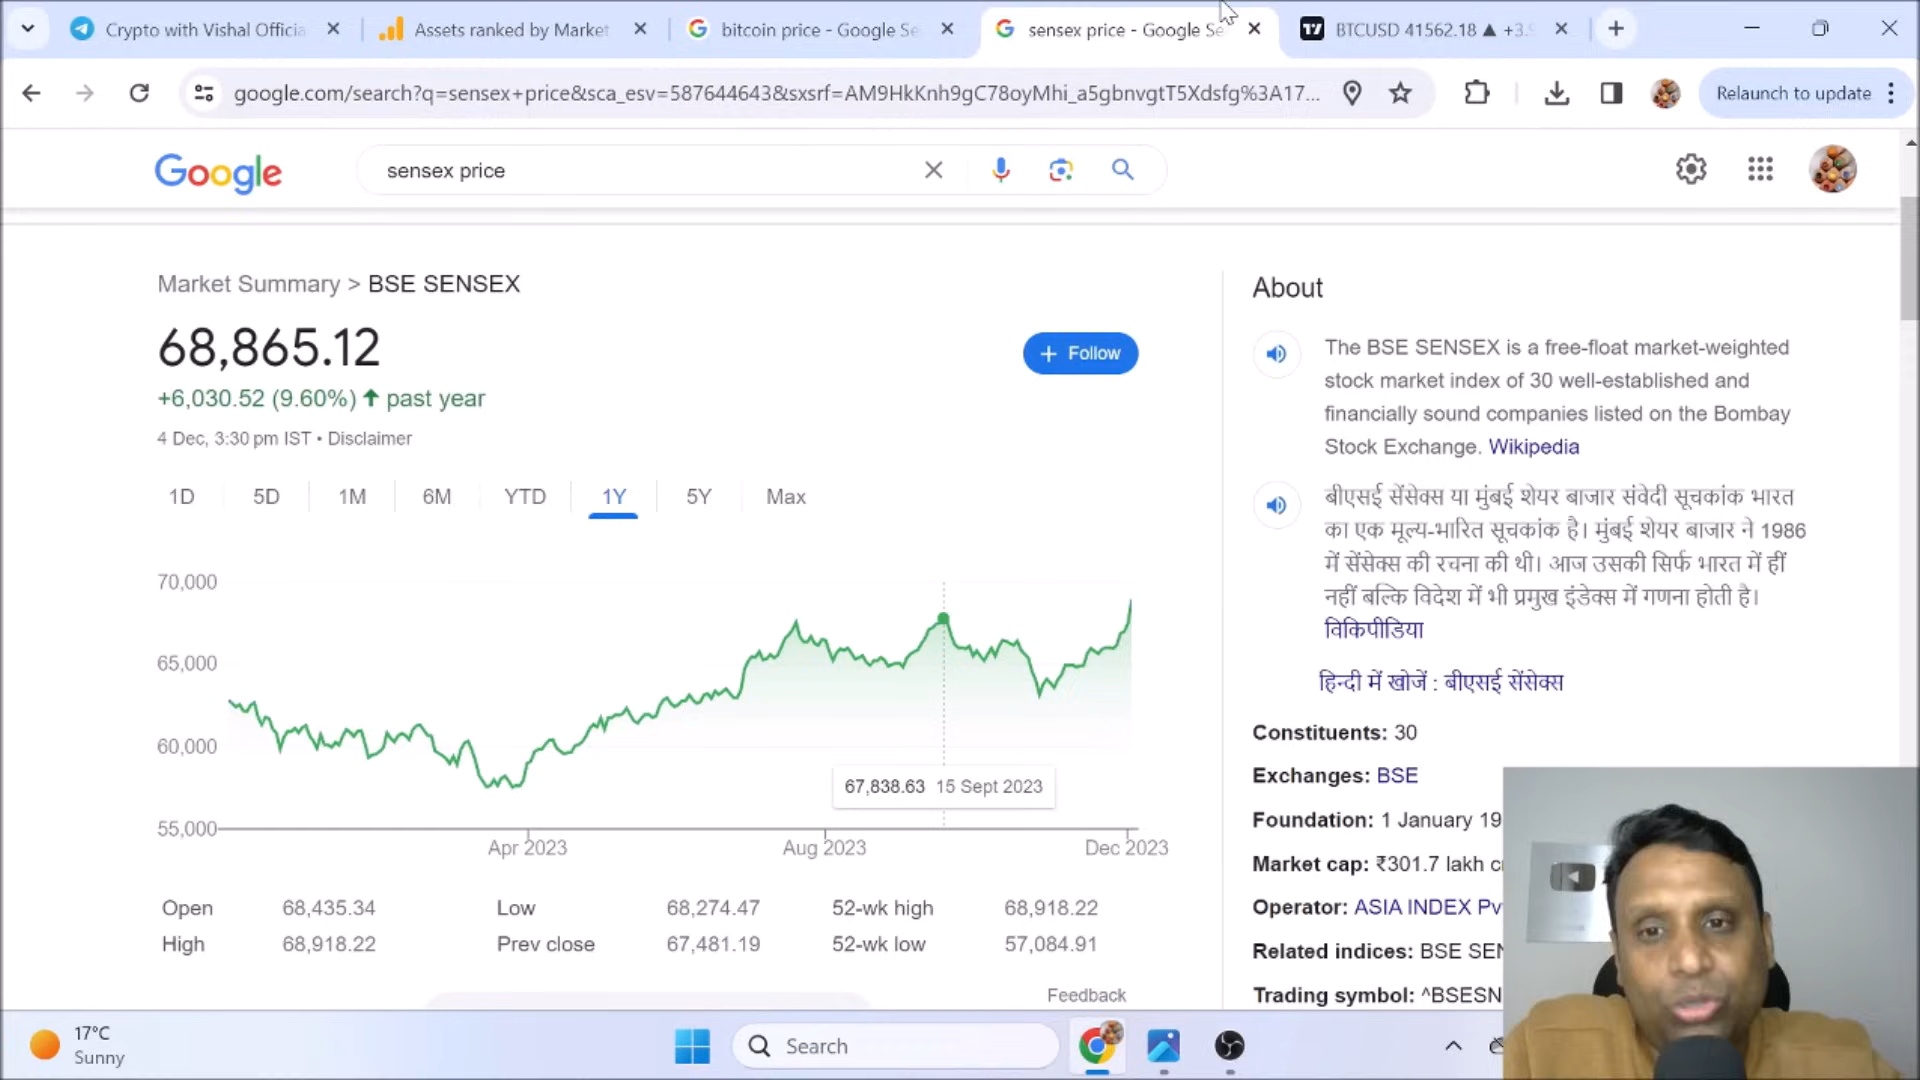 Crypto with Vishal Officia
Assets ranked by Market
bitcoin price - Google Se
sensex price - Google Se
BTCUSD 41562.18 ▲ +3.
google.com/search?q=sensex+price&sca_esv=587644643&sxsrf=AM9HkKnh9gC78oyMhi_a5gbnvgtT5Xdsfg%3A17...
Relaunch to update
Google
sensex price
Market Summary > BSE SENSEX
68,865.12
+ Follow
+6,030.52 (9.60%) ↑ past year
4 Dec, 3:30 pm IST • Disclaimer
1D 5D 1M 6M YTD 1Y 5Y Max
70,000
65,000
60,000
55,000
67,838.63 15 Sept 2023
Apr 2023 Aug 2023 Dec 2023
Open 68,435.34 Low 68,274.47 52-wk high 68,918.22
High 68,918.22 Prev close 67,481.19 52-wk low 57,084.91
Feedback
About
The BSE SENSEX is a free-float market-weighted
stock market index of 30 well-established and
financially sound companies listed on the Bombay
Stock Exchange. Wikipedia
बीएसई सेंसेक्स या मुंबई शेयर बाजार संवेदी सूचकांक भारत
का एक मूल्य-भारित सूचकांक है। मुंबई शेयर बाजार ने 1986
में सेंसेक्स की रचना की थी। आज उसकी सिर्फ भारत में हीं
नहीं बल्कि विदेश में भी प्रमुख इंडेक्स में गणना होती है।
विकिपीडिया
हिन्दी में खोजें : बीएसई सेंसेक्स
Constituents: 30
Exchanges: BSE
Foundation: 1 January 19
Market cap: ₹301.7 lakh c
Operator: ASIA INDEX Pv
Related indices: BSE SEN
Trading symbol: ^BSESN
17°C
Sunny
Search